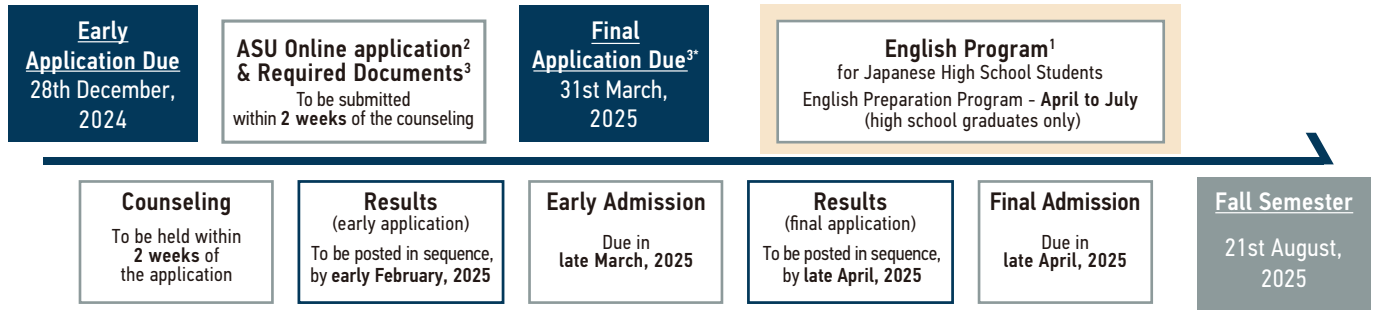 Early
Application Due
28th December,
2024
ASU Online application²
& Required Documents³
To be submitted
within 2 weeks of the counseling
Final
Application Due³*
31st March,
2025
English Program¹
for Japanese High School Students
English Preparation Program - April to July
(high school graduates only)
Counseling
To be held within
2 weeks of
the application
Results
(early application)
To be posted in sequence,
by early February, 2025
Early Admission
Due in
late March, 2025
Results
(final application)
To be posted in sequence,
by late April, 2025
Final Admission
Due in
late April, 2025
Fall Semester
21st August,
2025